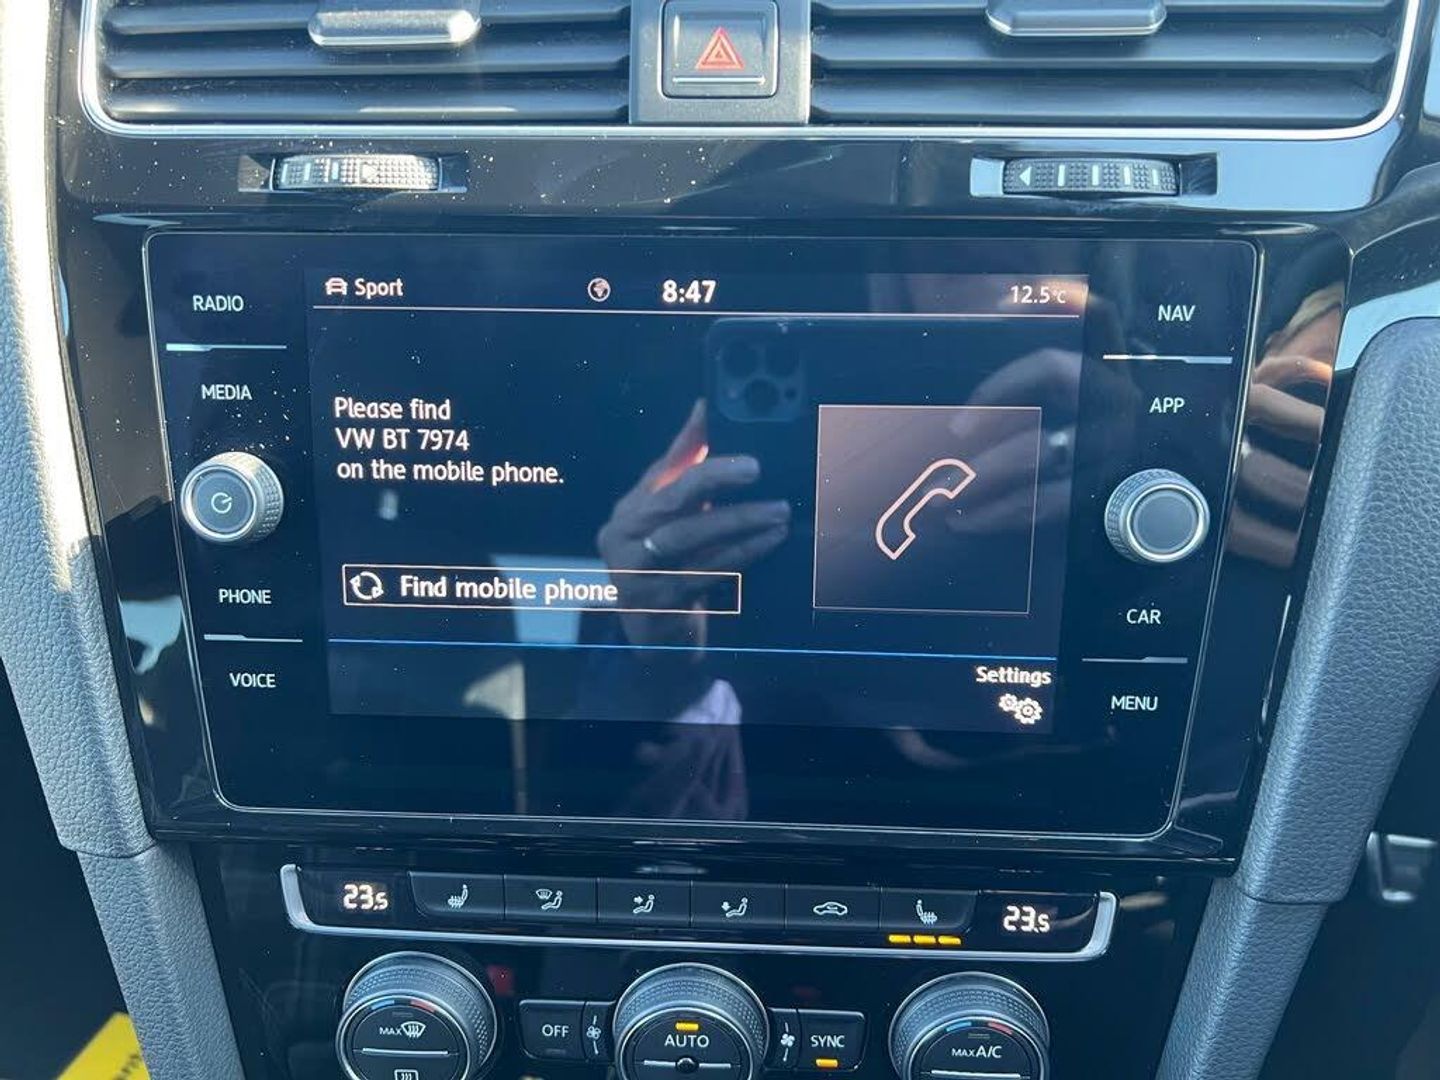 RADIO
MEDIA
PHONE
VOICE
Sport
8:47
12.5°C
Please find
VW BT 7974
on the mobile phone.
Find mobile phone
Settings
NAV
APP
CAR
MENU
23.5
23.5
MAX
OFF
AUTO
SYNC
MAX A/C